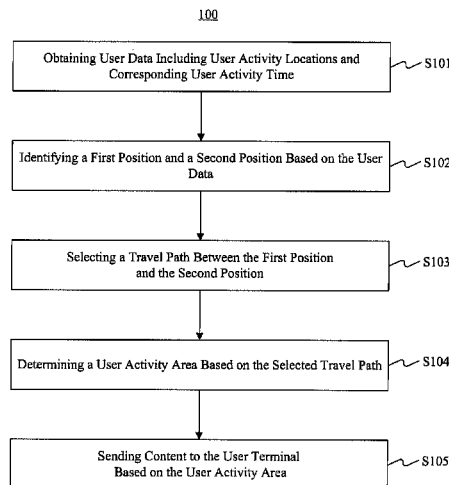 100
Obtaining User Data Including User Activity Locations and
Corresponding User Activity Time
S101
Identifying a First Position and a Second Position Based on the User
Data
S102
Selecting a Travel Path Between the First Position
and the Second Position
S103
Determining a User Activity Area Based on the Selected Travel Path
S104
Sending Content to the User Terminal
Based on the User Activity Area
S105